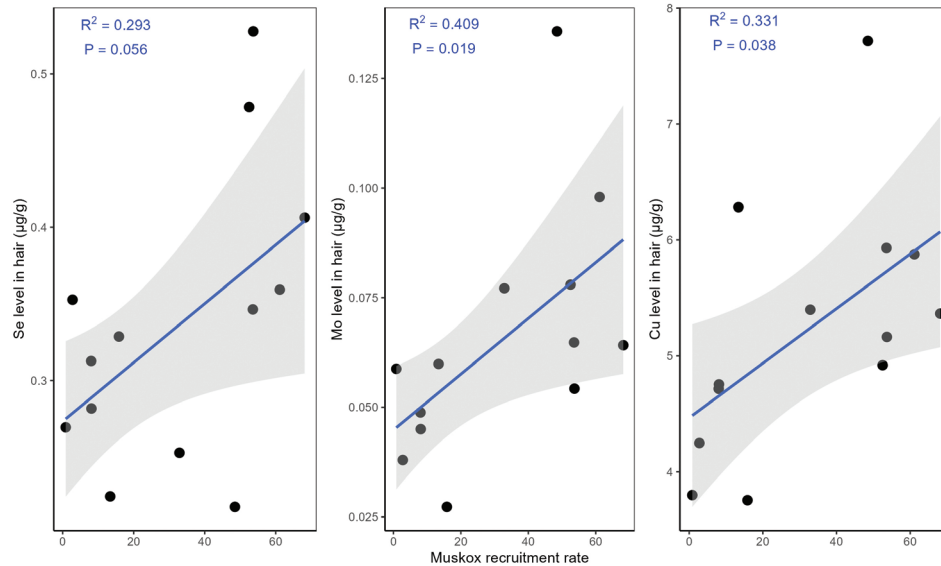 R² = 0.293
P = 0.056
Se level in hair (µg/g)
0.5
0.4
0.3
0
20
40
60
R² = 0.409
P = 0.019
Mo level in hair (µg/g)
0.125
0.100
0.075
0.050
0.025
0
20
40
60
Muskox recruitment rate
R² = 0.331
P = 0.038
Cu level in hair (µg/g)
8
7
6
5
4
0
20
40
60